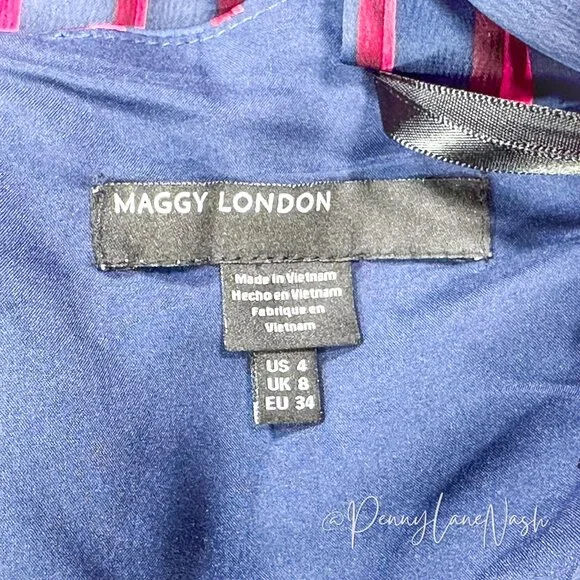 MAGGY LONDON
Made in Vietnam
Hecho en Vietnam
Fabrique en
Vietnam
US 4
UK 8
EU 34
@PennyLaneNash